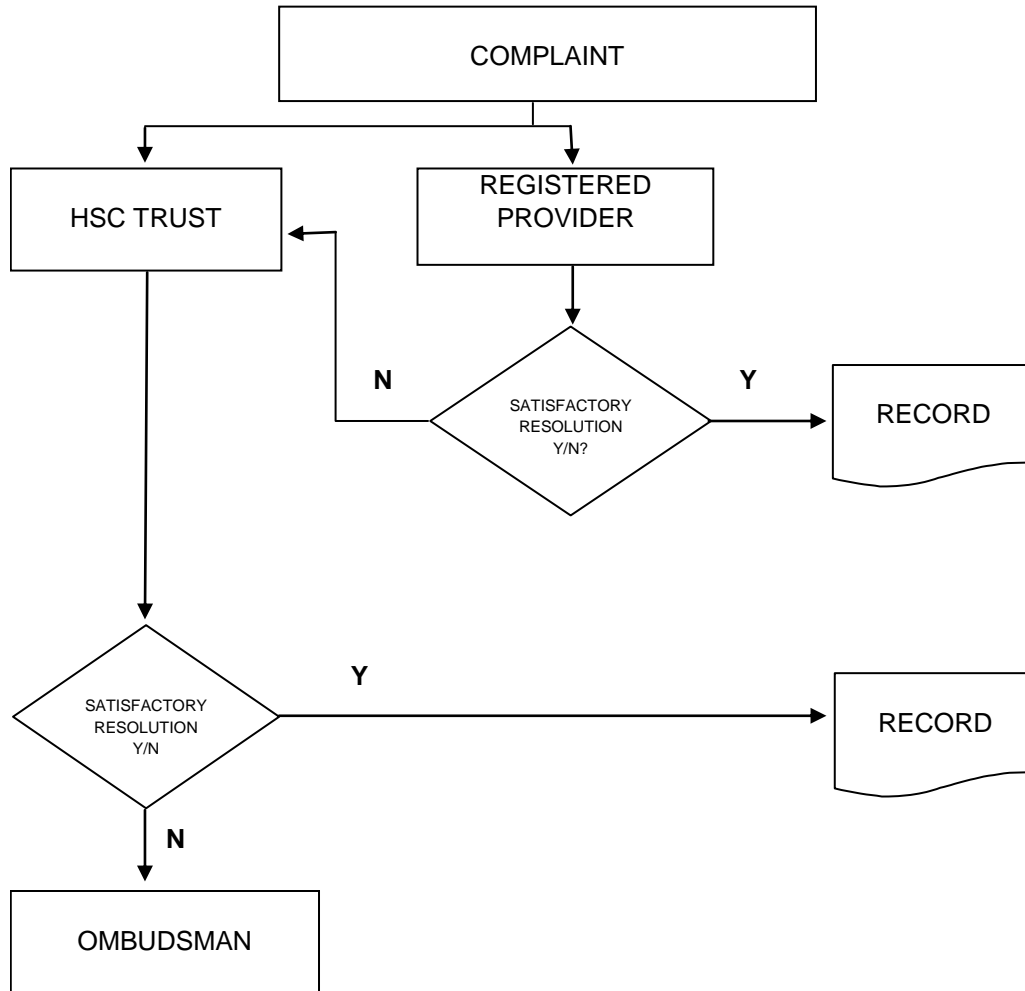 COMPLAINT
HSC TRUST
REGISTERED
PROVIDER
N
Y
SATISFACTORY
RESOLUTION
Y/N?
RECORD
Y
SATISFACTORY
RESOLUTION
Y/N
RECORD
N
OMBUDSMAN